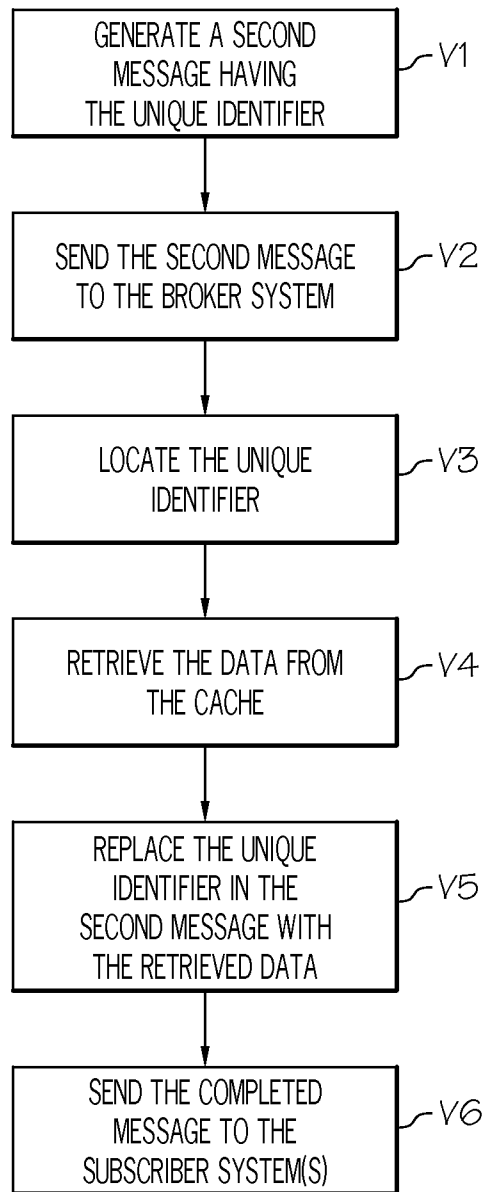 GENERATE A SECOND
MESSAGE HAVING
THE UNIQUE IDENTIFIER
V1
SEND THE SECOND MESSAGE
TO THE BROKER SYSTEM
V2
LOCATE THE UNIQUE
IDENTIFIER
V3
RETRIEVE THE DATA FROM
THE CACHE
V4
REPLACE THE UNIQUE
IDENTIFIER IN THE
SECOND MESSAGE WITH
THE RETRIEVED DATA
V5
SEND THE COMPLETED
MESSAGE TO THE
SUBSCRIBER SYSTEM(S)
V6